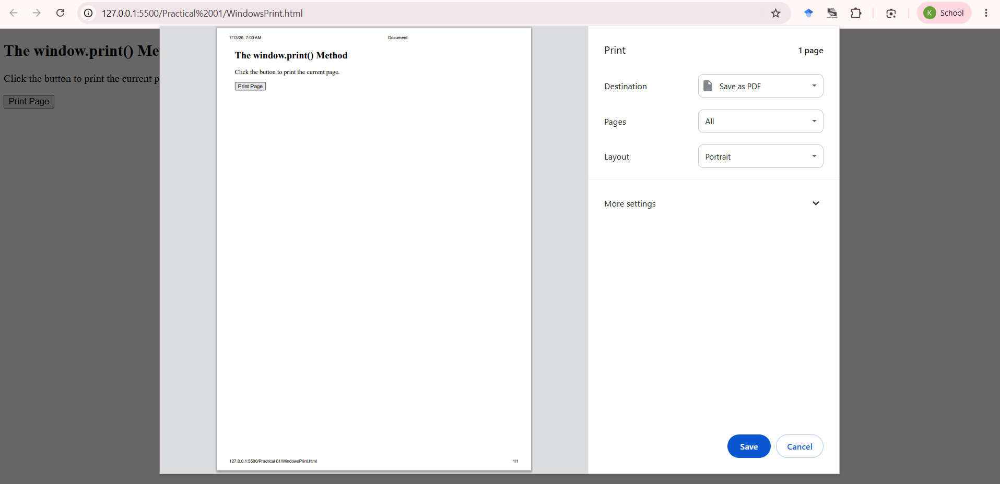 127.0.0.1:5500/Practical%2001/WindowsPrint.html
K School
The window.print() Me
Click the button to print the current p
Print Page
7/13/26, 7:03 AM Document
The window.print() Method
Click the button to print the current page.
Print Page
127.0.0.1:5500/Practical 01/WindowsPrint.html 1/1
Print 1 page
Destination Save as PDF
Pages All
Layout Portrait
More settings
Save Cancel